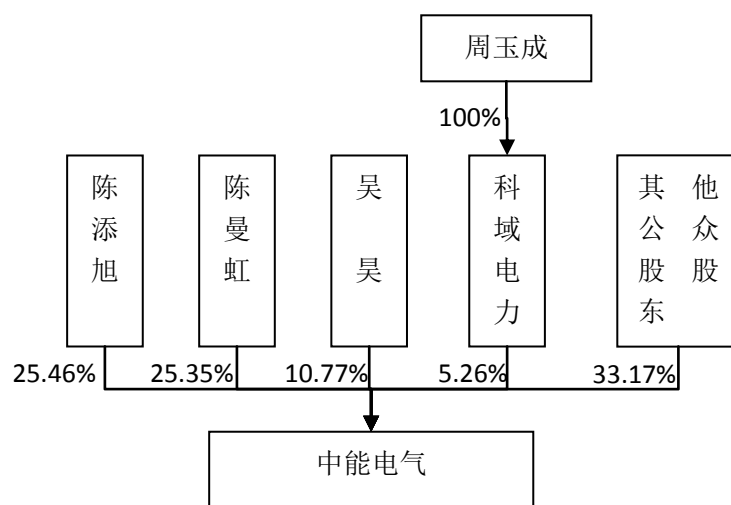 周玉成
100%
陈添旭
陈曼虹
吴昊
科域电力
其他公众股股东
25.46%
25.35%
10.77%
5.26%
33.17%
中能电气